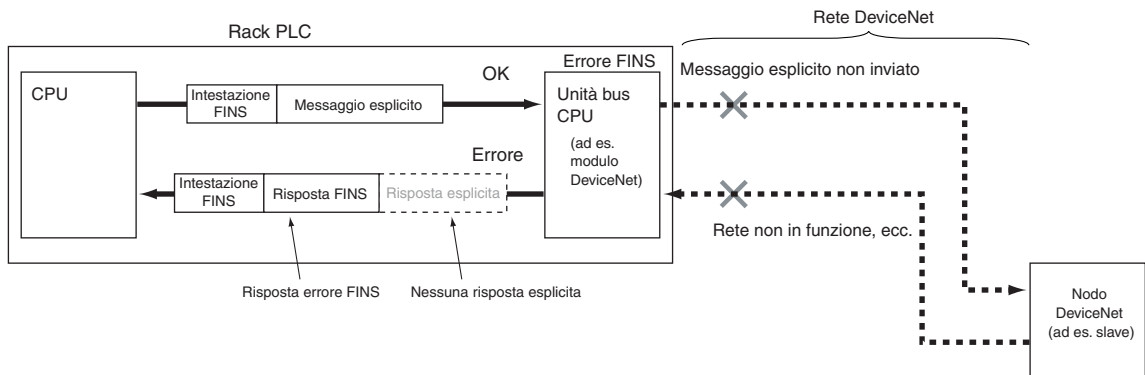 Rete DeviceNet
Rack PLC
Errore FINS
Messaggio esplicito non inviato
CPU
Intestazione
FINS
Messaggio esplicito
OK
Unità bus
CPU
(ad es.
modulo
DeviceNet)
Errore
Intestazione
FINS
Risposta FINS
Risposta esplicita
Rete non in funzione, ecc.
Risposta errore FINS
Nessuna risposta esplicita
Nodo
DeviceNet
(ad es. slave)